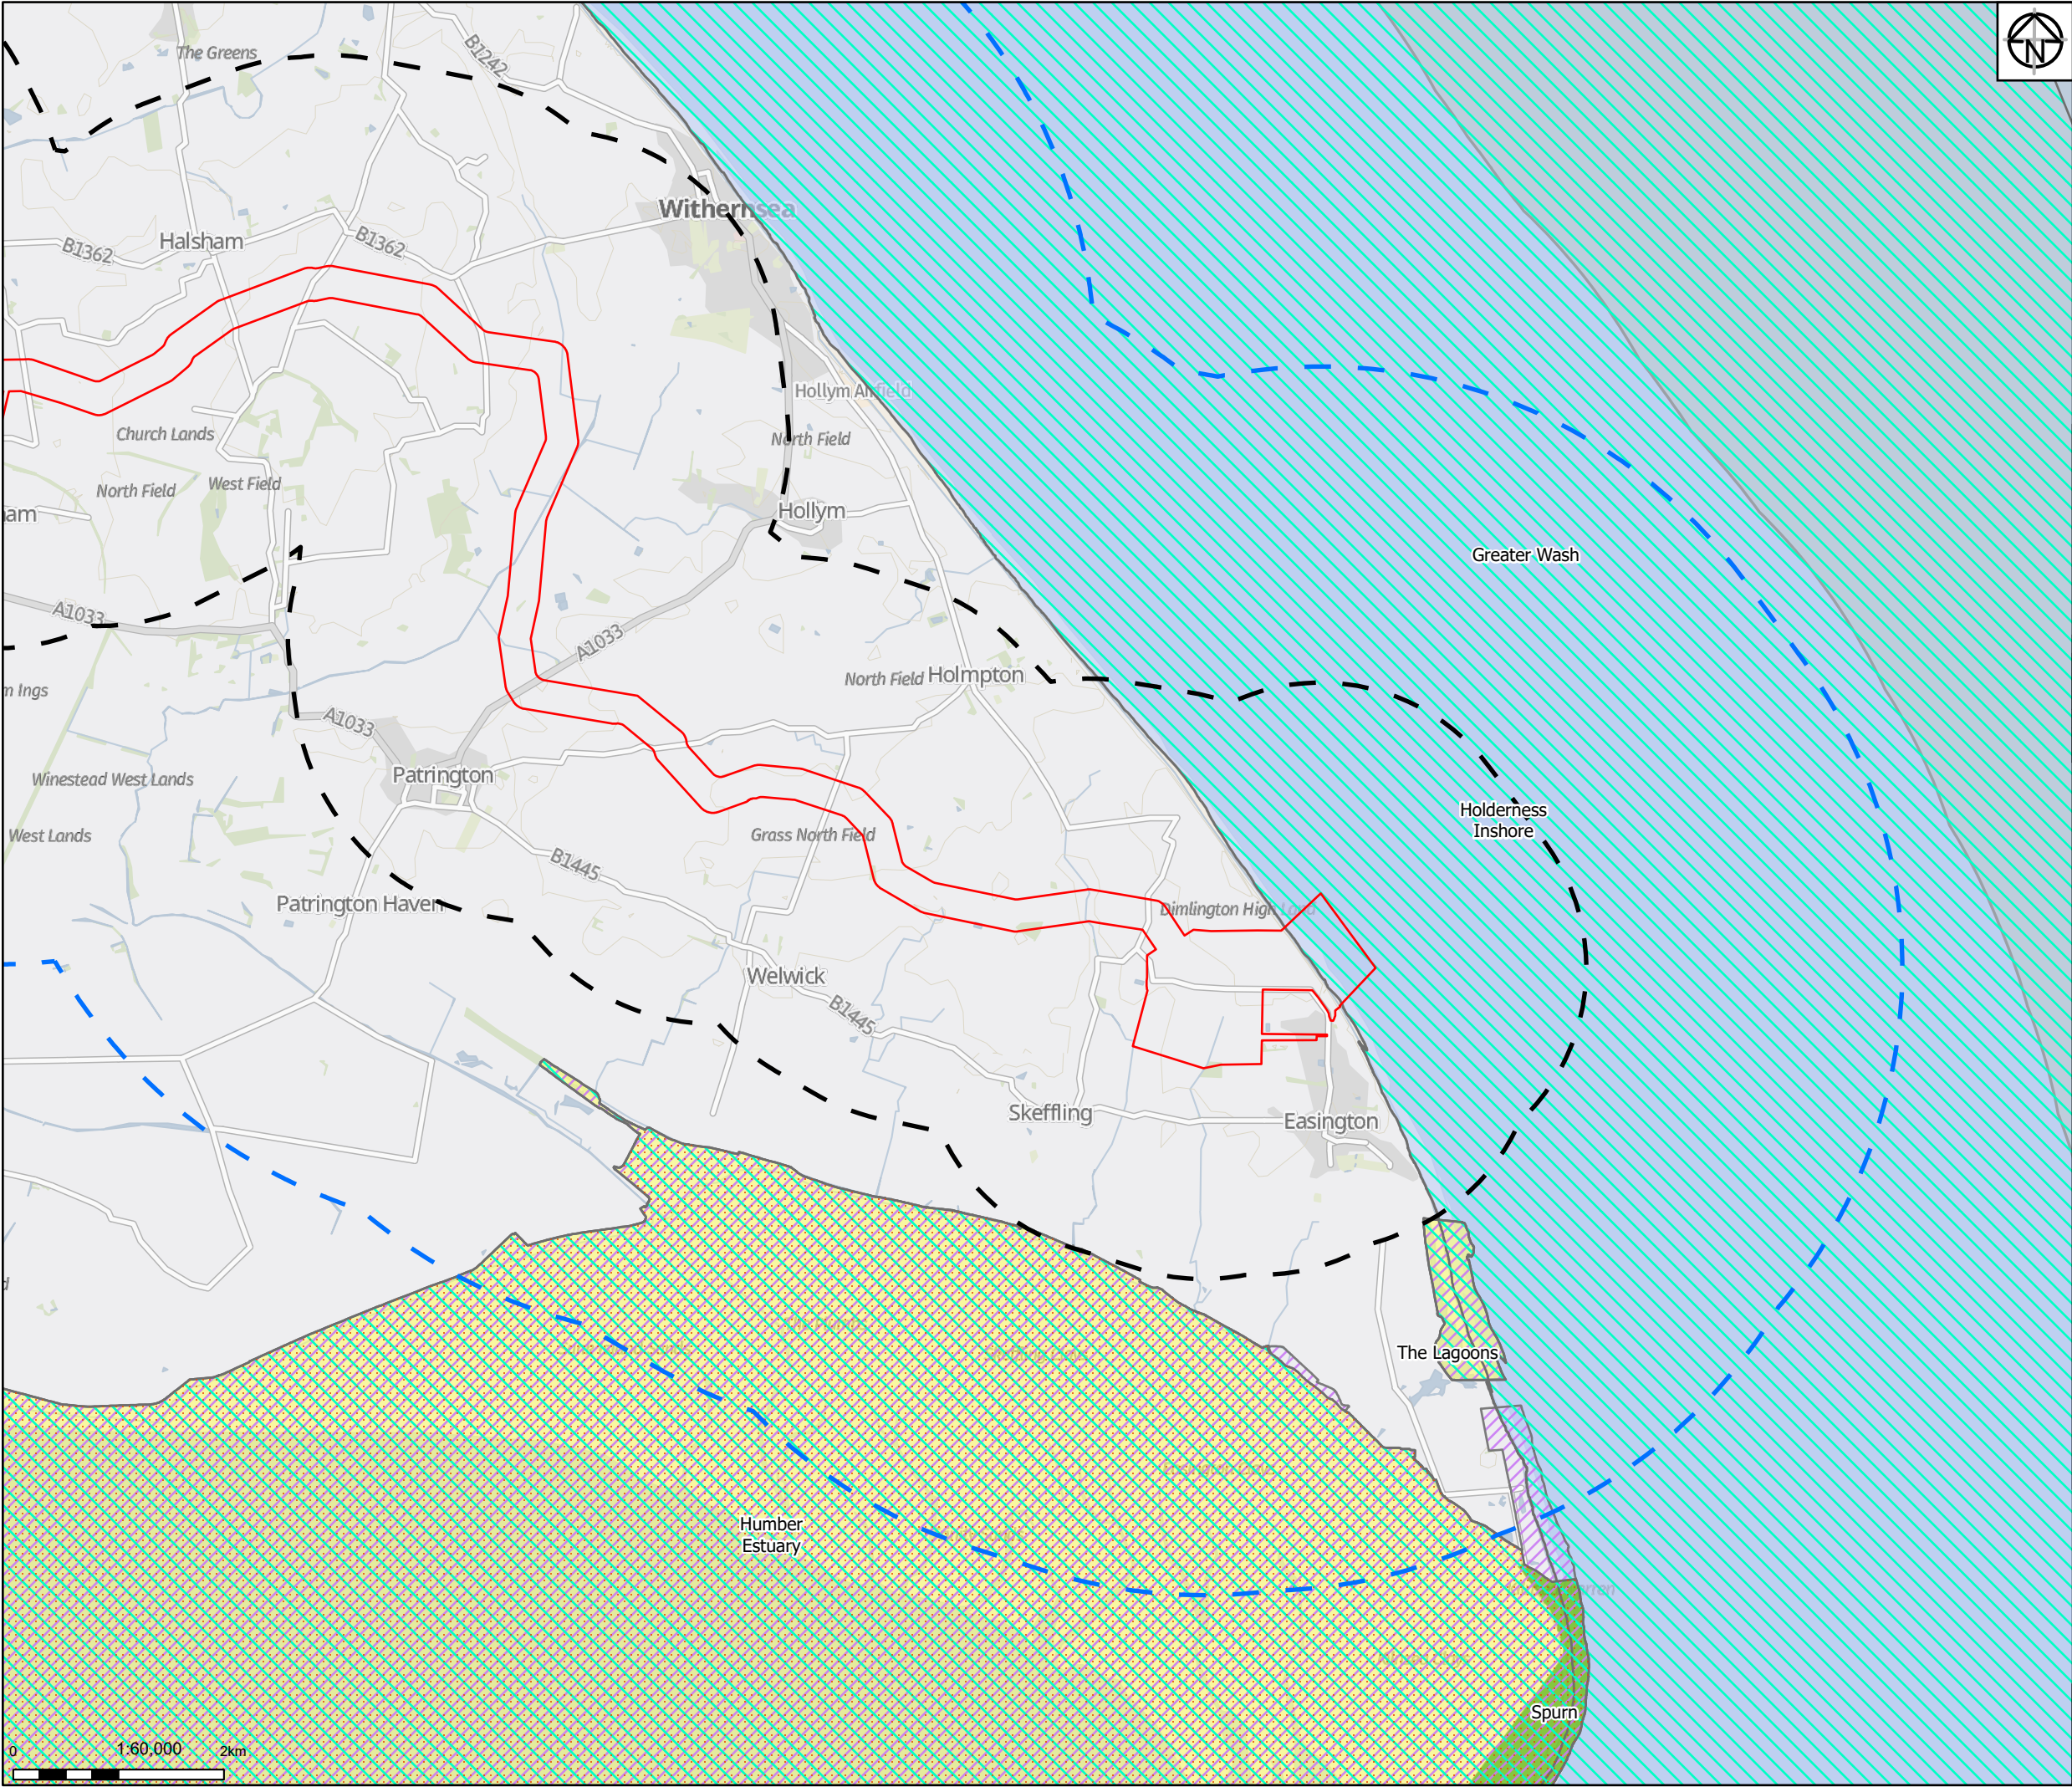 N
The Greens
B1242
Withernsea
Halsham
B1362
B1362
Hollym Airfield
Church Lands
North Field
North Field
West Field
Hollym
Greater Wash
A1033
A1033
North Field
Holmpton
A1033
Patrington
Winestead West Lands
Holderness
Inshore
West Lands
Grass North Field
B1445
Patrington Haven
Dimlington High Land
Welwick
B1445
Skeffling
Easington
The Lagoons
Humber
Estuary
Spurn
0
1:60,000
2km